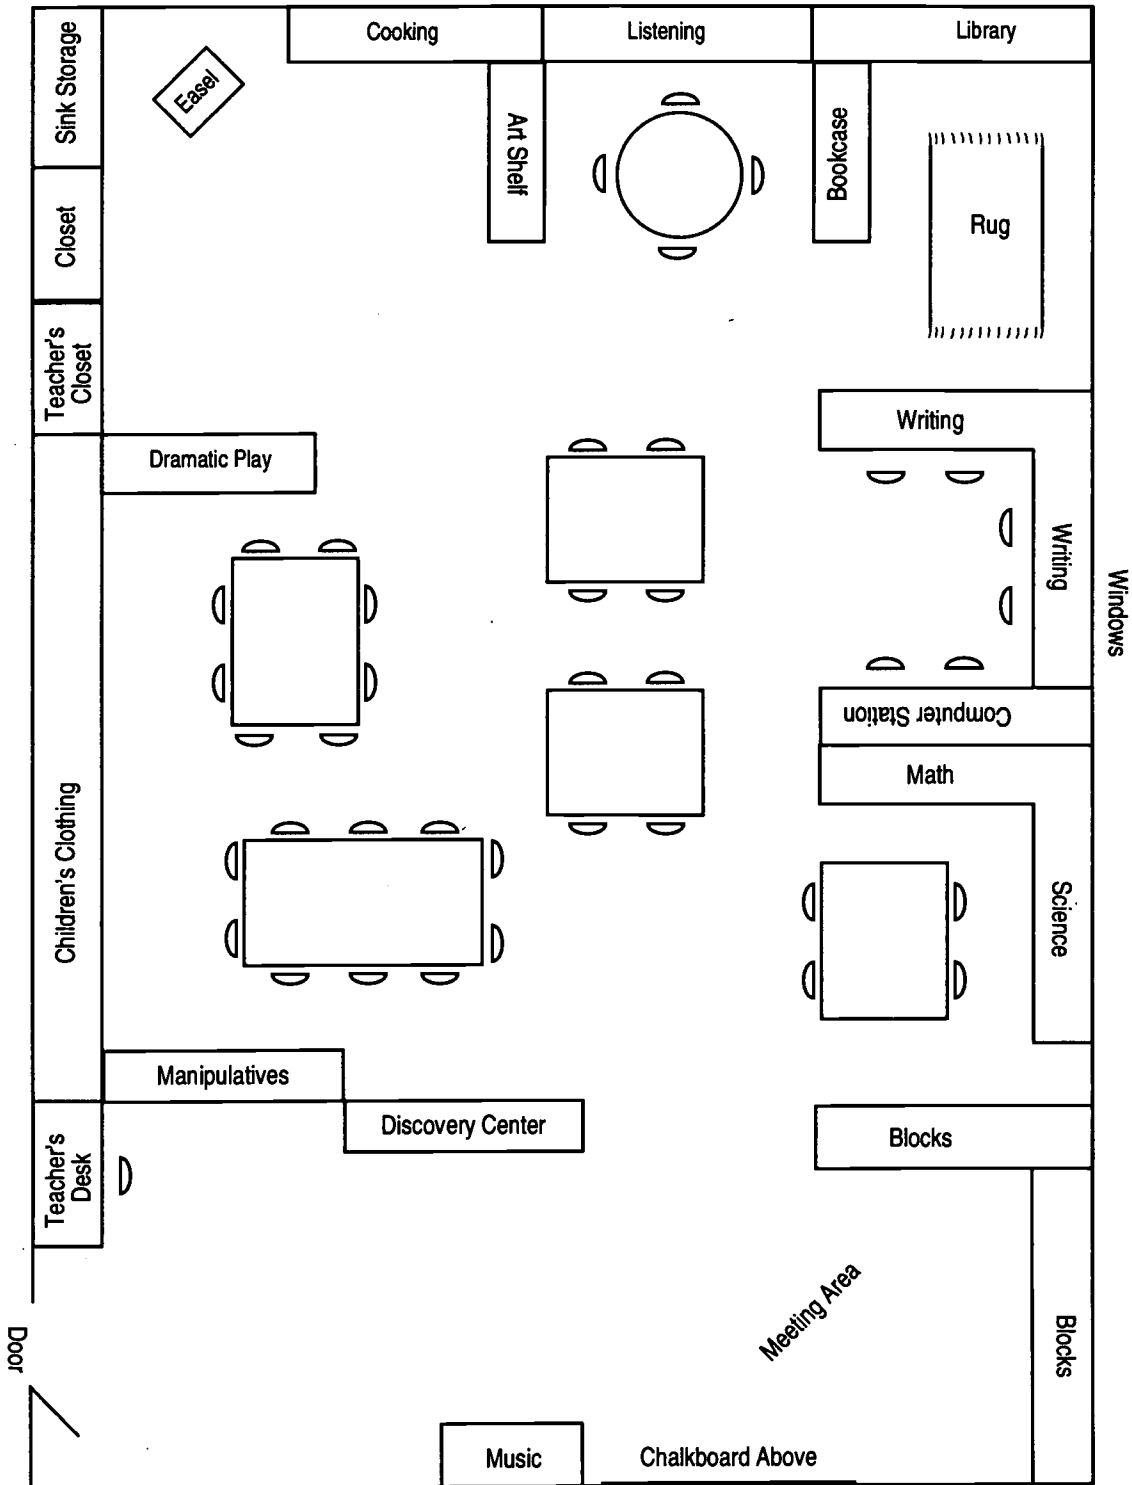 Cooking
Listening
Library
Sink Storage
Easel
Art Shelf
Bookcase
Rug
Closet
Teacher's
Closet
Writing
Dramatic Play
Writing
Windows
Computer Station
Math
Children's Clothing
Science
Manipulatives
Discovery Center
Blocks
Teacher's
Desk
Meeting Area
Blocks
Door
Music
Chalkboard Above